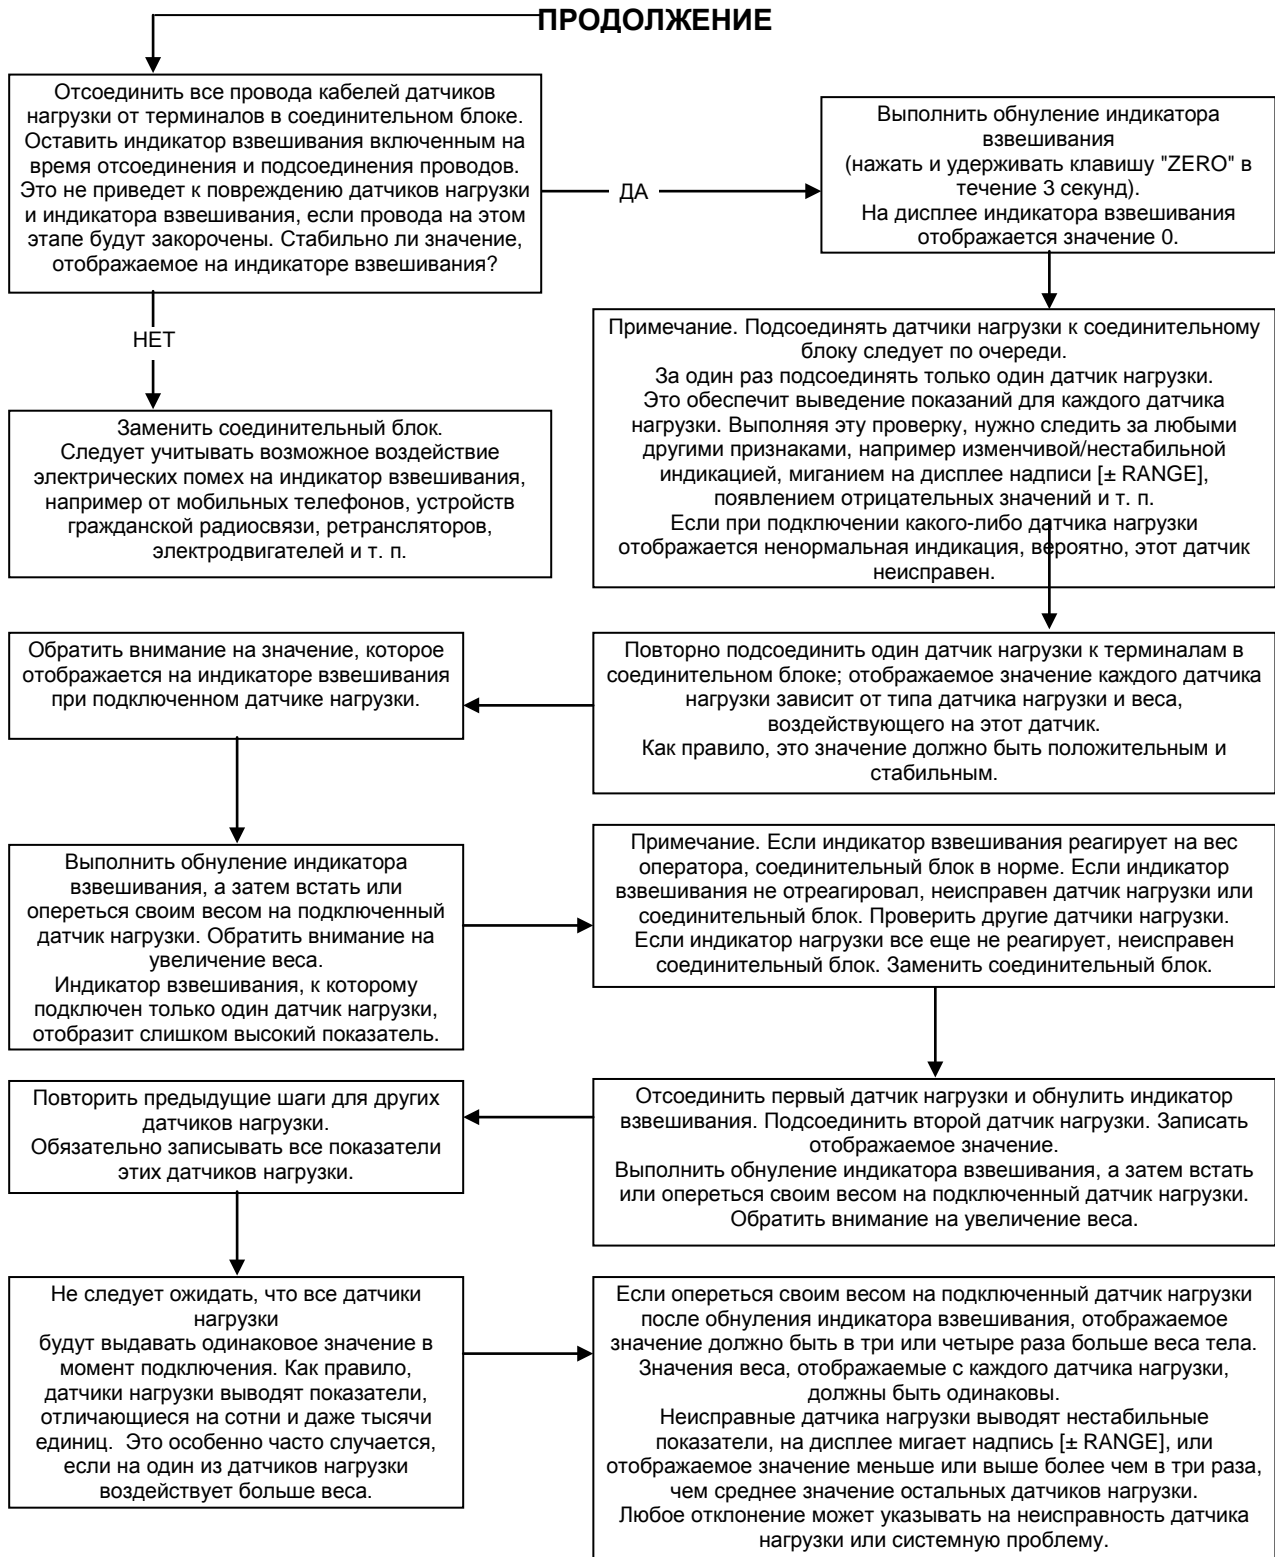 ПРОДОЛЖЕНИЕ
Отсоединить все провода кабелей датчиков
нагрузки от терминалов в соединительном блоке.
Оставить индикатор взвешивания включенным на
время отсоединения и подсоединения проводов.
Это не приведет к повреждению датчиков нагрузки
и индикатора взвешивания, если провода на этом
этапе будут закорочены. Стабильно ли значение,
отображаемое на индикаторе взвешивания?
ДА
Выполнить обнуление индикатора
взвешивания
(нажать и удерживать клавишу "ZERO" в
течение 3 секунд).
На дисплее индикатора взвешивания
отображается значение 0.
НЕТ
Заменить соединительный блок.
Следует учитывать возможное воздействие
электрических помех на индикатор взвешивания,
например от мобильных телефонов, устройств
гражданской радиосвязи, ретрансляторов,
электродвигателей и т. п.
Примечание. Подсоединять датчики нагрузки к соединительному
блоку следует по очереди.
За один раз подсоединять только один датчик нагрузки.
Это обеспечит выведение показаний для каждого датчика
нагрузки. Выполняя эту проверку, нужно следить за любыми
другими признаками, например изменчивой/нестабильной
индикацией, миганием на дисплее надписи [± RANGE],
появлением отрицательных значений и т. п.
Если при подключении какого-либо датчика нагрузки
отображается ненормальная индикация, вероятно, этот датчик
неисправен.
Обратить внимание на значение, которое
отображается на индикаторе взвешивания
при подключенном датчике нагрузки.
Повторно подсоединить один датчик нагрузки к терминалам в
соединительном блоке; отображаемое значение каждого датчика
нагрузки зависит от типа датчика нагрузки и веса,
воздействующего на этот датчик.
Как правило, это значение должно быть положительным и
стабильным.
Выполнить обнуление индикатора
взвешивания, а затем встать или
опереться своим весом на подключенный
датчик нагрузки. Обратить внимание на
увеличение веса.
Индикатор взвешивания, к которому
подключен только один датчик нагрузки,
отобразит слишком высокий показатель.
Примечание. Если индикатор взвешивания реагирует на вес
оператора, соединительный блок в норме. Если индикатор
взвешивания не отреагировал, неисправен датчик нагрузки или
соединительный блок. Проверить другие датчики нагрузки.
Если индикатор нагрузки все еще не реагирует, неисправен
соединительный блок. Заменить соединительный блок.
Повторить предыдущие шаги для других
датчиков нагрузки.
Обязательно записывать все показатели
этих датчиков нагрузки.
Отсоединить первый датчик нагрузки и обнулить индикатор
взвешивания. Подсоединить второй датчик нагрузки. Записать
отображаемое значение.
Выполнить обнуление индикатора взвешивания, а затем встать
или опереться своим весом на подключенный датчик нагрузки.
Обратить внимание на увеличение веса.
Не следует ожидать, что все датчики
нагрузки
будут выдавать одинаковое значение в
момент подключения. Как правило,
датчики нагрузки выводят показатели,
отличающиеся на сотни и даже тысячи
единиц. Это особенно часто случается,
если на один из датчиков нагрузки
воздействует больше веса.
Если опереться своим весом на подключенный датчик нагрузки
после обнуления индикатора взвешивания, отображаемое
значение должно быть в три или четыре раза больше веса тела.
Значения веса, отображаемые с каждого датчика нагрузки,
должны быть одинаковы.
Неисправные датчика нагрузки выводят нестабильные
показатели, на дисплее мигает надпись [± RANGE], или
отображаемое значение меньше или выше более чем в три раза,
чем среднее значение остальных датчиков нагрузки.
Любое отклонение может указывать на неисправность датчика
нагрузки или системную проблему.